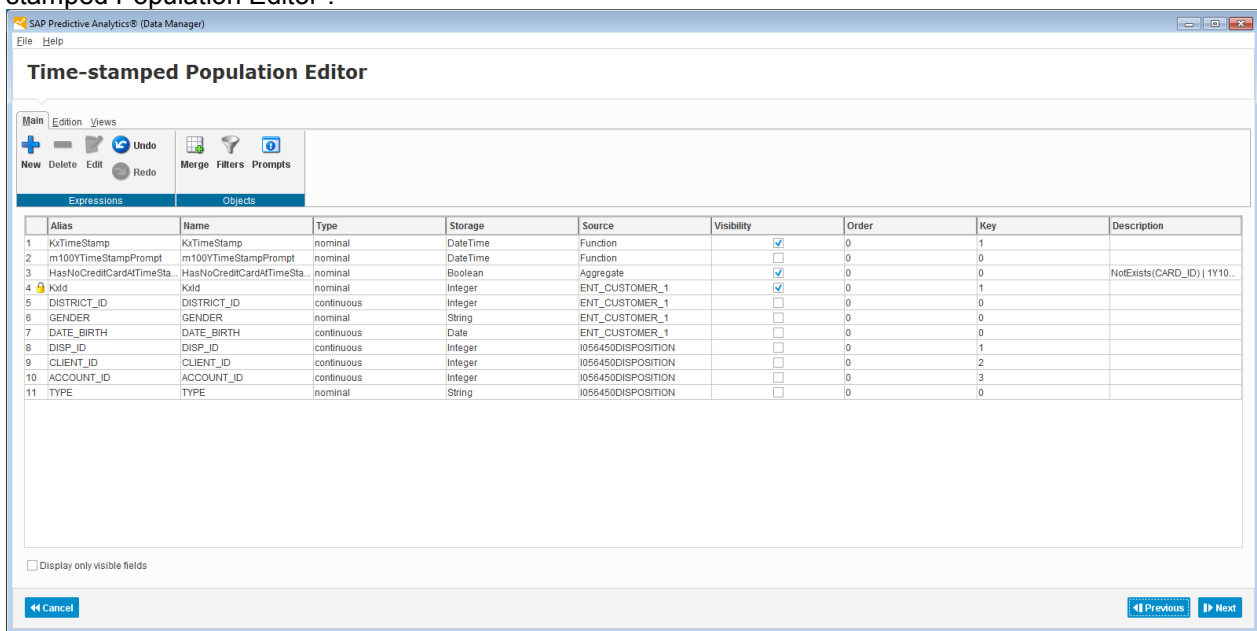 stamped Population Editor".
SAP Predictive Analytics® (Data Manager)
File Help
Time-stamped Population Editor
Main Edition Views
New Delete Edit Undo Redo Merge Filters Prompts
Expressions Objects
Alias Name Type Storage Source Visibility Order Key Description
1 KxTimeStamp KxTimeStamp nominal DateTime Function 0 1
2 m100YTimeStampPrompt m100YTimeStampPrompt nominal DateTime Function 0 0
3 HasNoCreditCardAtTimeSta... HasNoCreditCardAtTimeSta... nominal Boolean Aggregate 0 0 NotExists(CARD_ID) | 1Y10...
4 KxId KxId nominal Integer ENT_CUSTOMER_1 0 1
5 DISTRICT_ID DISTRICT_ID continuous Integer ENT_CUSTOMER_1 0 0
6 GENDER GENDER nominal String ENT_CUSTOMER_1 0 0
7 DATE_BIRTH DATE_BIRTH continuous Date ENT_CUSTOMER_1 0 0
8 DISP_ID DISP_ID continuous Integer I056450DISPOSITION 0 1
9 CLIENT_ID CLIENT_ID continuous Integer I056450DISPOSITION 0 2
10 ACCOUNT_ID ACCOUNT_ID continuous Integer I056450DISPOSITION 0 3
11 TYPE TYPE nominal String I056450DISPOSITION 0 0
Display only visible fields
Cancel Previous Next